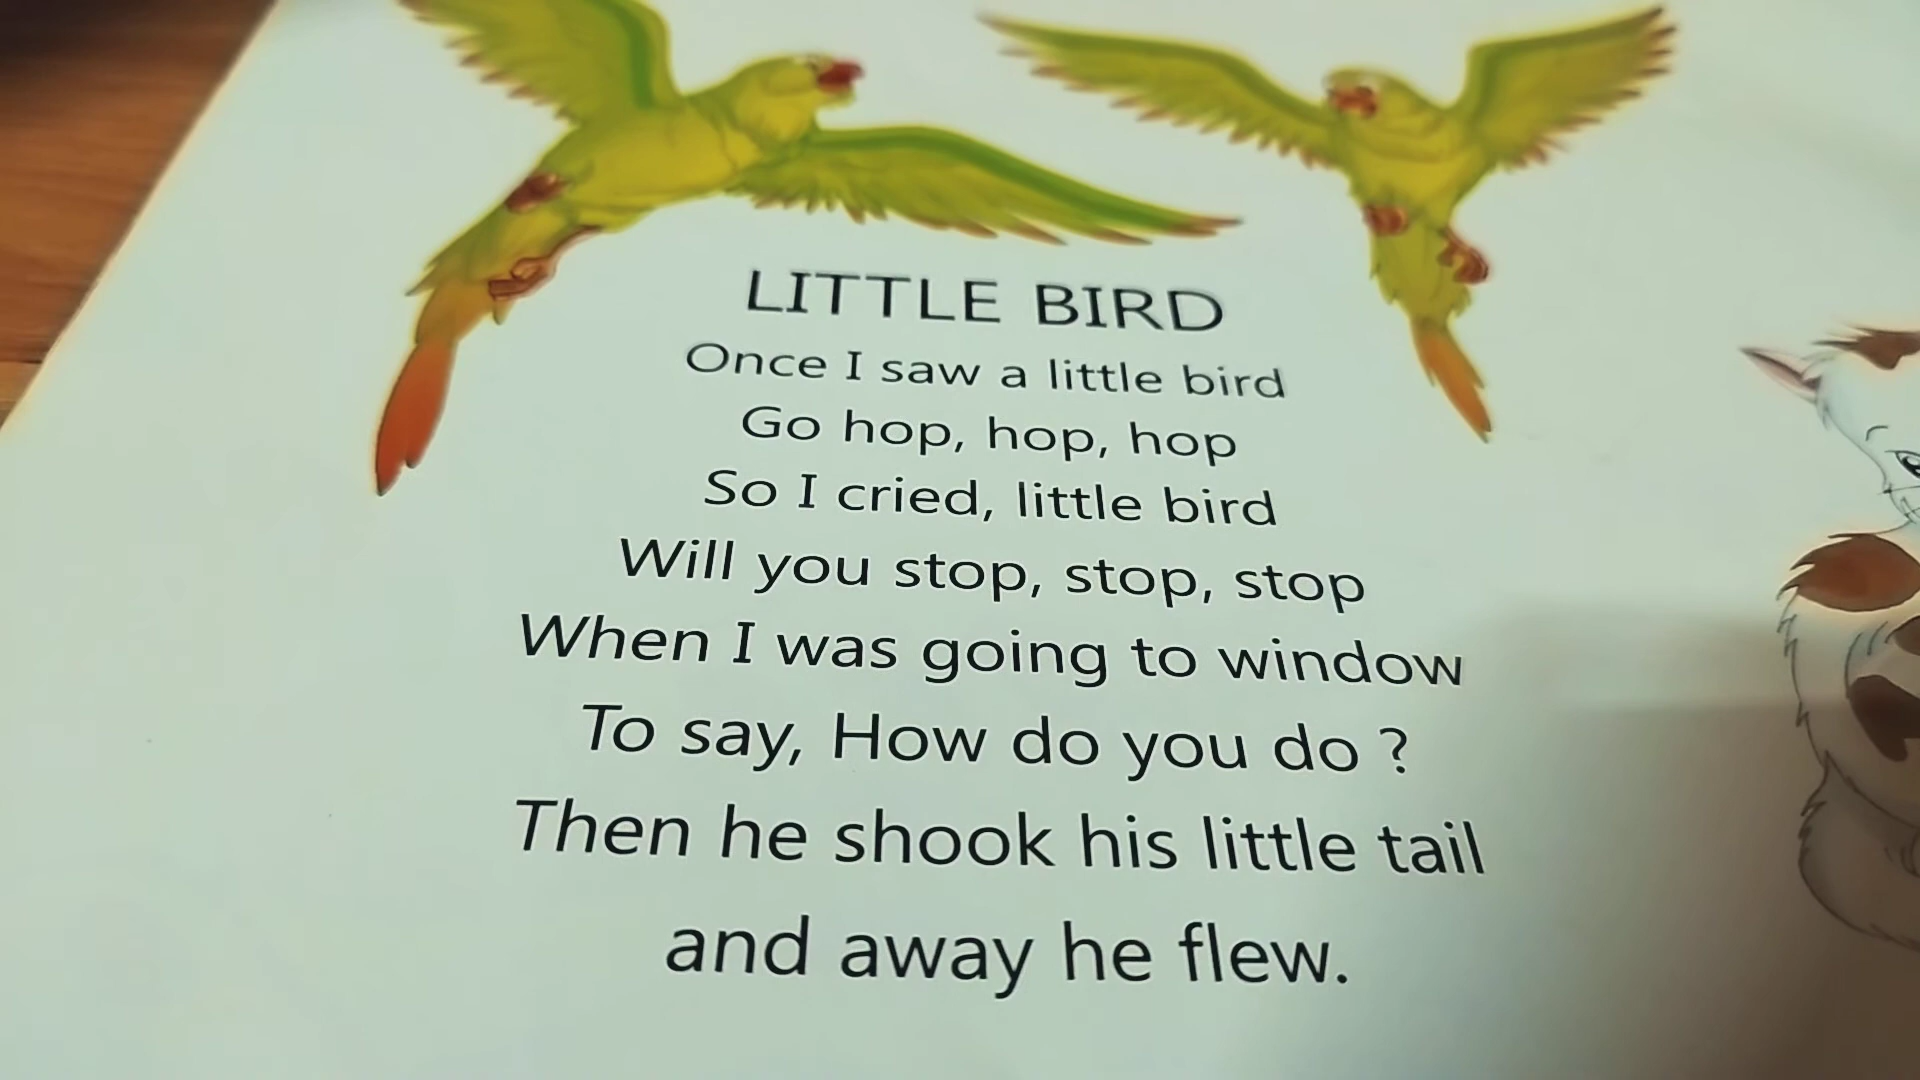 LITTLE BIRD
Once I saw a little bird
Go hop, hop, hop
So I cried, little bird
Will you stop, stop, stop
When I was going to window
To say, How do you do ?
Then he shook his little tail
and away he flew.